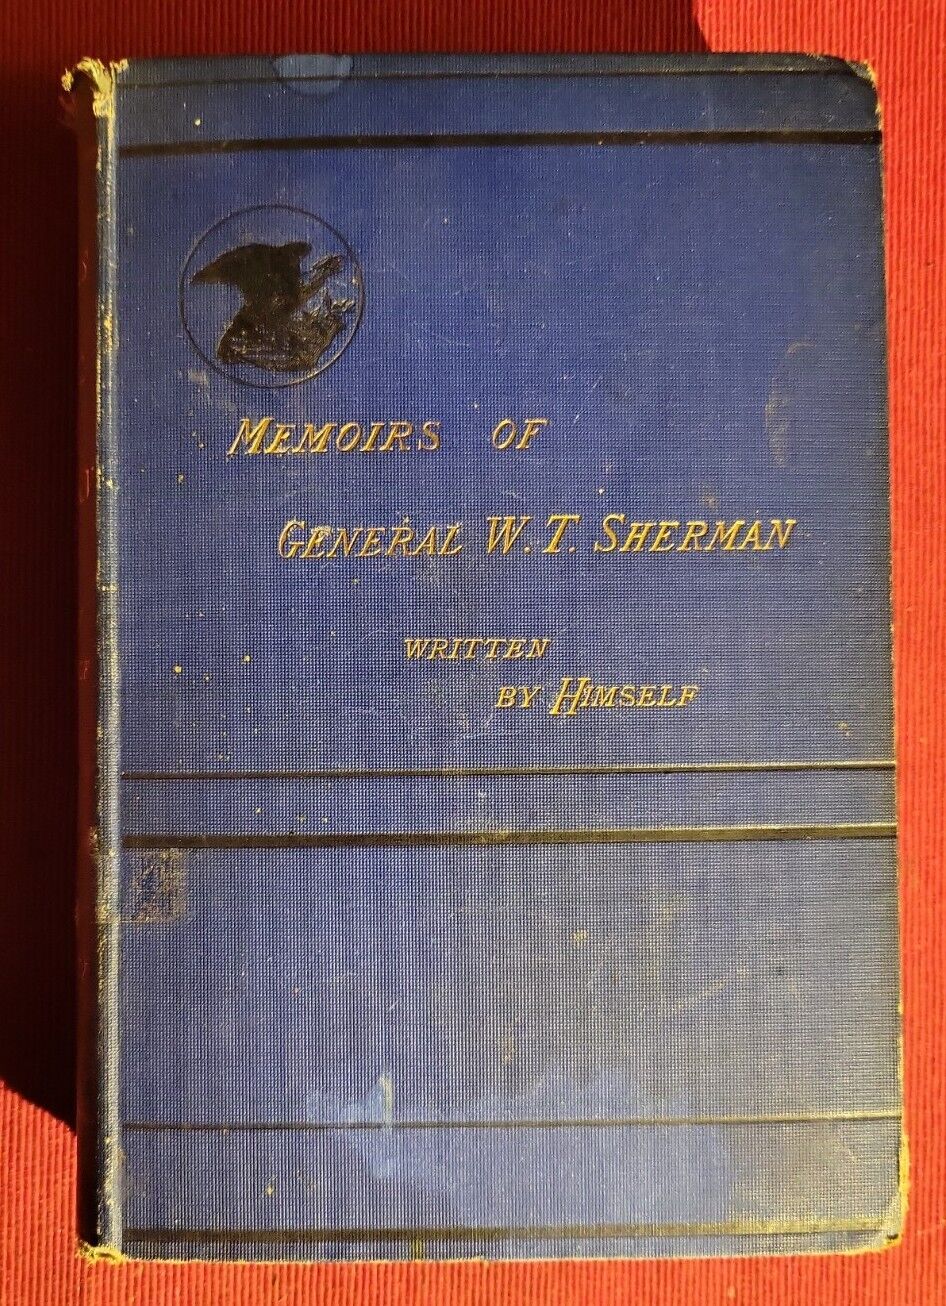 MEMOIRS OF
GENERAL W. T. SHERMAN
WRITTEN
BY HIMSELF